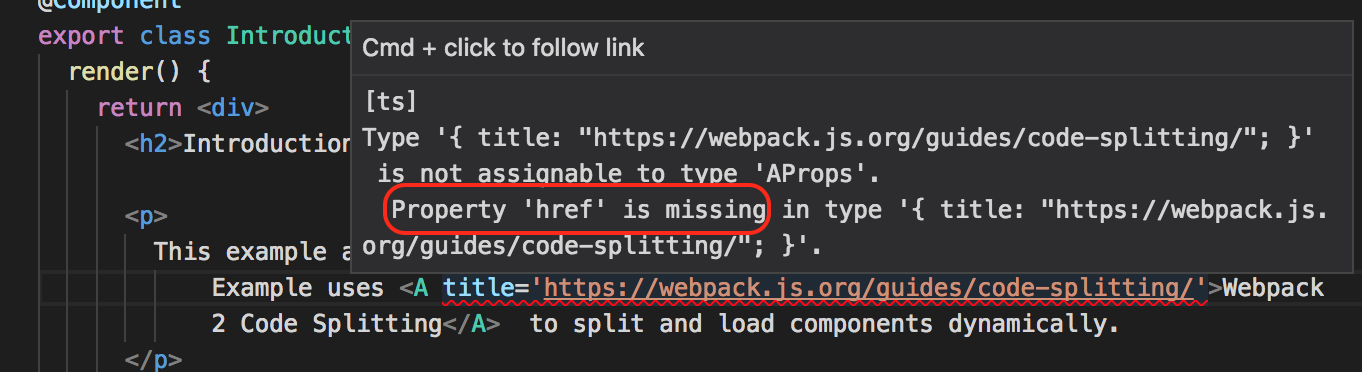 @Component
export class Introduct
render() {
return <div>
<h2>Introduction
<p>
This example a
Cmd + click to follow link
[ts]
Type '{ title: "https://webpack.js.org/guides/code-splitting/"; }'
is not assignable to type 'AProps'.
Property 'href' is missing in type '{ title: "https://webpack.js.
org/guides/code-splitting/"; }'.
Example uses <A title='https://webpack.js.org/guides/code-splitting/'>Webpack
2 Code Splitting</A>  to split and load components dynamically.
</p>